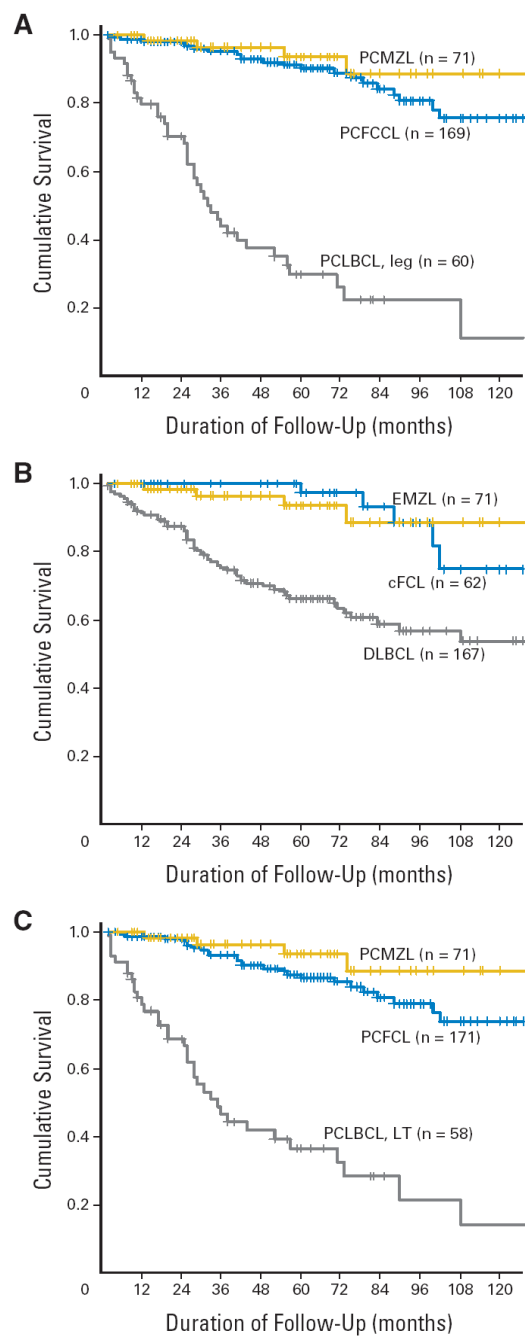 A
1.0
0.8
0.6
0.4
0.2
Cumulative Survival
PCMZL (n = 71)
PCFCCL (n = 169)
PCLBCL, leg (n = 60)
0 12 24 36 48 60 72 84 96 108 120
Duration of Follow-Up (months)
B
1.0
0.8
0.6
0.4
0.2
Cumulative Survival
EMZL (n = 71)
cFCL (n = 62)
DLBCL (n = 167)
0 12 24 36 48 60 72 84 96 108 120
Duration of Follow-Up (months)
C
1.0
0.8
0.6
0.4
0.2
Cumulative Survival
PCMZL (n = 71)
PCFCL (n = 171)
PCLBCL, LT (n = 58)
0 12 24 36 48 60 72 84 96 108 120
Duration of Follow-Up (months)